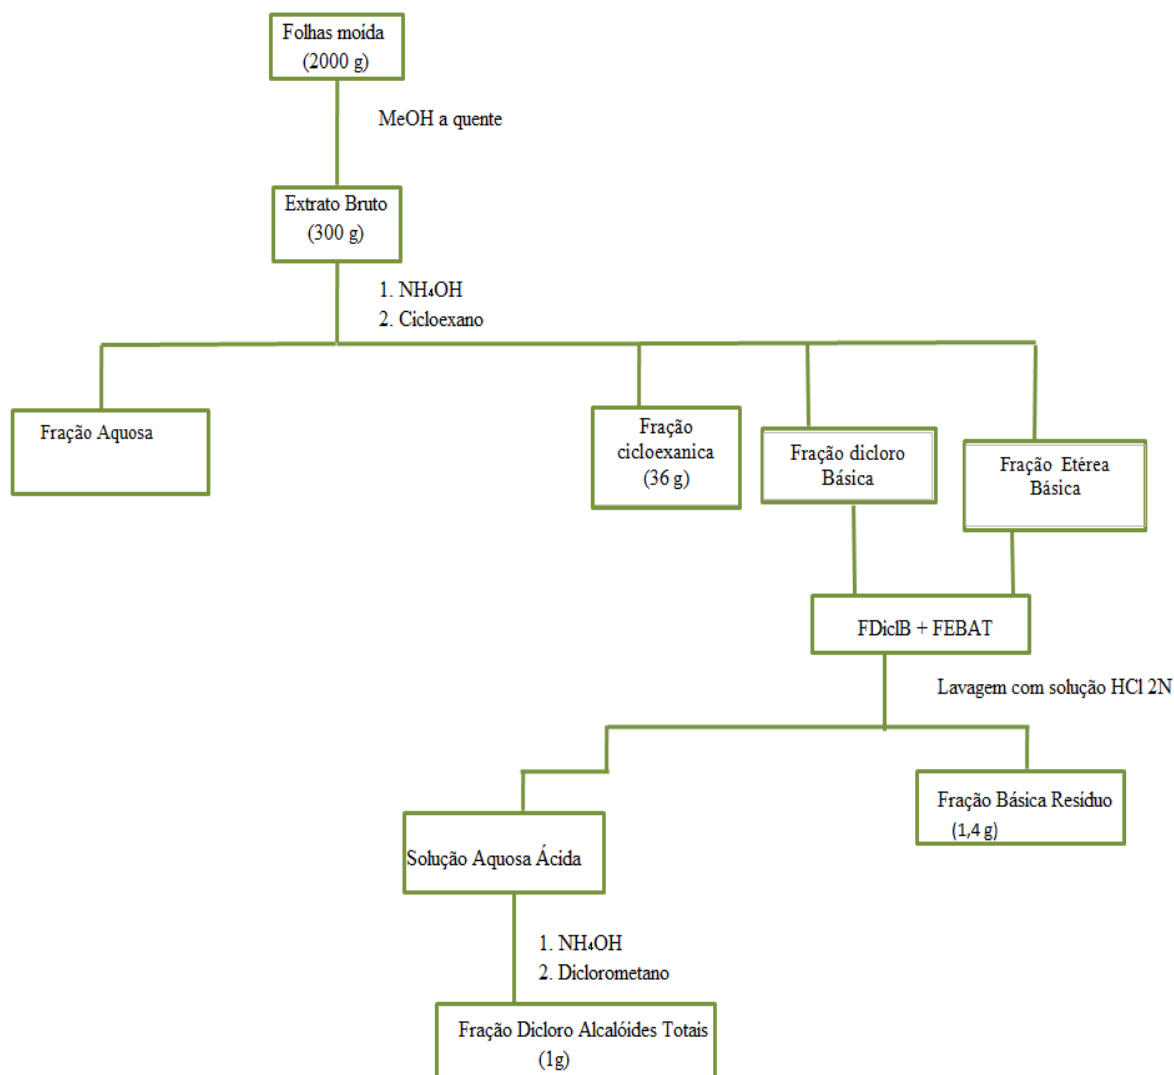 Folhas moída
(2000 g)
MeOH a quente
Extrato Bruto
(300 g)
1. NH₄OH
2. Cicloexano
Fração Aquosa
Fração
cicloexanica
(36 g)
Fração dicloro
Básica
Fração Etérea
Básica
FDiclB + FEBAT
Lavagem com solução HCl 2N
Fração Básica Resíduo
(1,4 g)
Solução Aquosa Ácida
1. NH₄OH
2. Diclorometano
Fração Dicloro Alcalóides Totais
(1g)